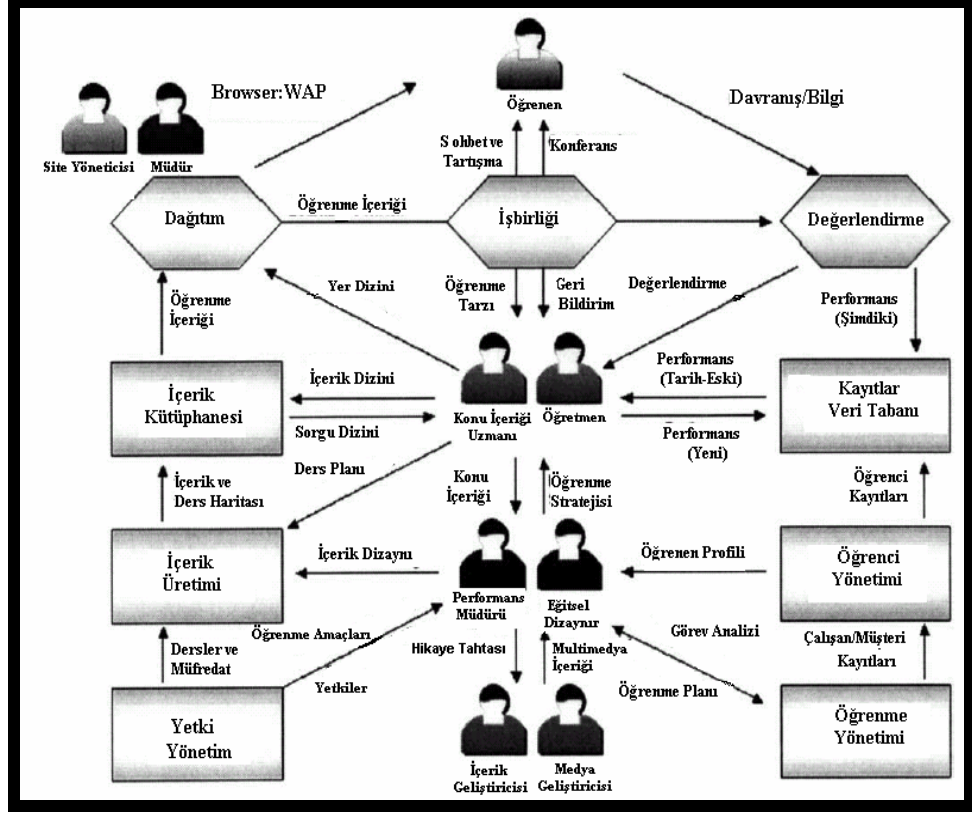 Browser:WAP
Öğrenen
Davranış/Bilgi
Site Yöneticisi
Müdür
Sohbet ve
Tartışma
Konferans
Dağıtım
Öğrenme İçeriği
İşbirliği
Değerlendirme
Öğrenme
İçeriği
Yer Dizini
Öğrenme
Tarzı
Geri
Bildirim
Değerlendirme
Performans
(Şimdiki)
İçerik
Kütüphanesi
İçerik Dizini
Sorgu Dizini
Konu İçeriği
Uzmanı
Öğretmen
Performans
(Tarih-Eski)
Performans
(Yeni)
Kayıtlar
Veri Tabanı
İçerik ve
Ders Haritası
Ders Planı
Konu
İçeriği
Öğrenme
Stratejisi
Öğrenci
Kayıtları
İçerik
Üretimi
İçerik Dizaynı
Performans
Müdürü
Eğitsel
Dizaynır
Öğrenen Profili
Öğrenci
Yönetimi
Dersler ve
Müfredat
Öğrenme Amaçları
Yetkiler
Hikaye Tahtası
Multimedya
İçeriği
Görev Analizi
Öğrenme Planı
Çalışan/Müşteri
Kayıtları
Yetki
Yönetim
İçerik
Geliştiricisi
Medya
Geliştiricisi
Öğrenme
Yönetimi